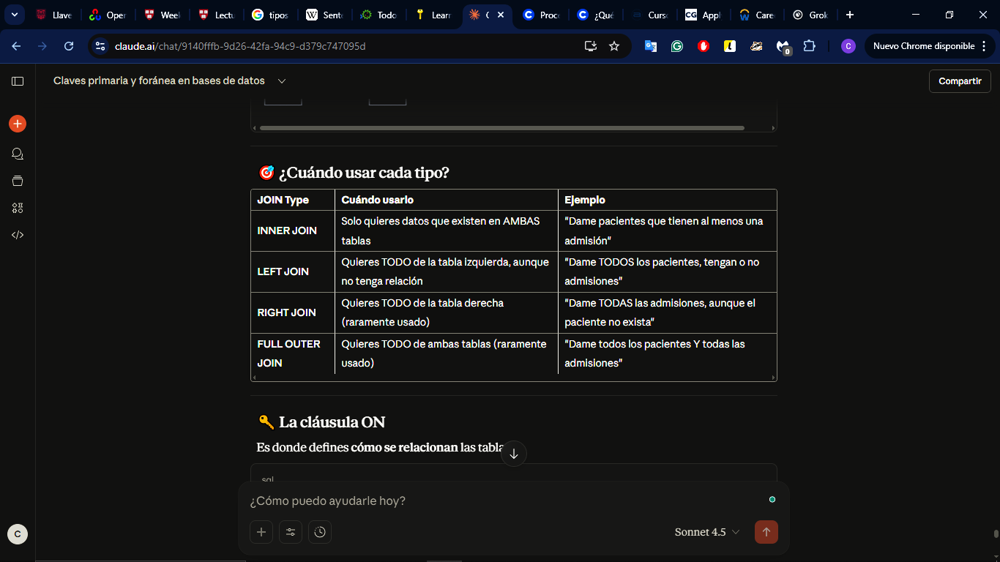 Llave
Oper
Week
Lectu
tipos
Sente
Todo
Learn
Proce
¿Qué
Curso
Appl
Care
Grok
claude.ai/chat/9140fffb-9d26-42fa-94c9-d379c747095d
0
C
Nuevo Chrome disponible
Claves primaria y foránea en bases de datos
Compartir
¿Cuándo usar cada tipo?
JOIN Type Cuándo usarlo Ejemplo
INNER JOIN Solo quieres datos que existen en AMBAS tablas "Dame pacientes que tienen al menos una admisión"
LEFT JOIN Quieres TODO de la tabla izquierda, aunque no tenga relación "Dame TODOS los pacientes, tengan o no admisiones"
RIGHT JOIN Quieres TODO de la tabla derecha (raramente usado) "Dame TODAS las admisiones, aunque el paciente no exista"
FULL OUTER JOIN Quieres TODO de ambas tablas (raramente usado) "Dame todos los pacientes Y todas las admisiones"
La cláusula ON
Es donde defines cómo se relacionan las tabla
sql
¿Cómo puedo ayudarle hoy?
Sonnet 4.5
C